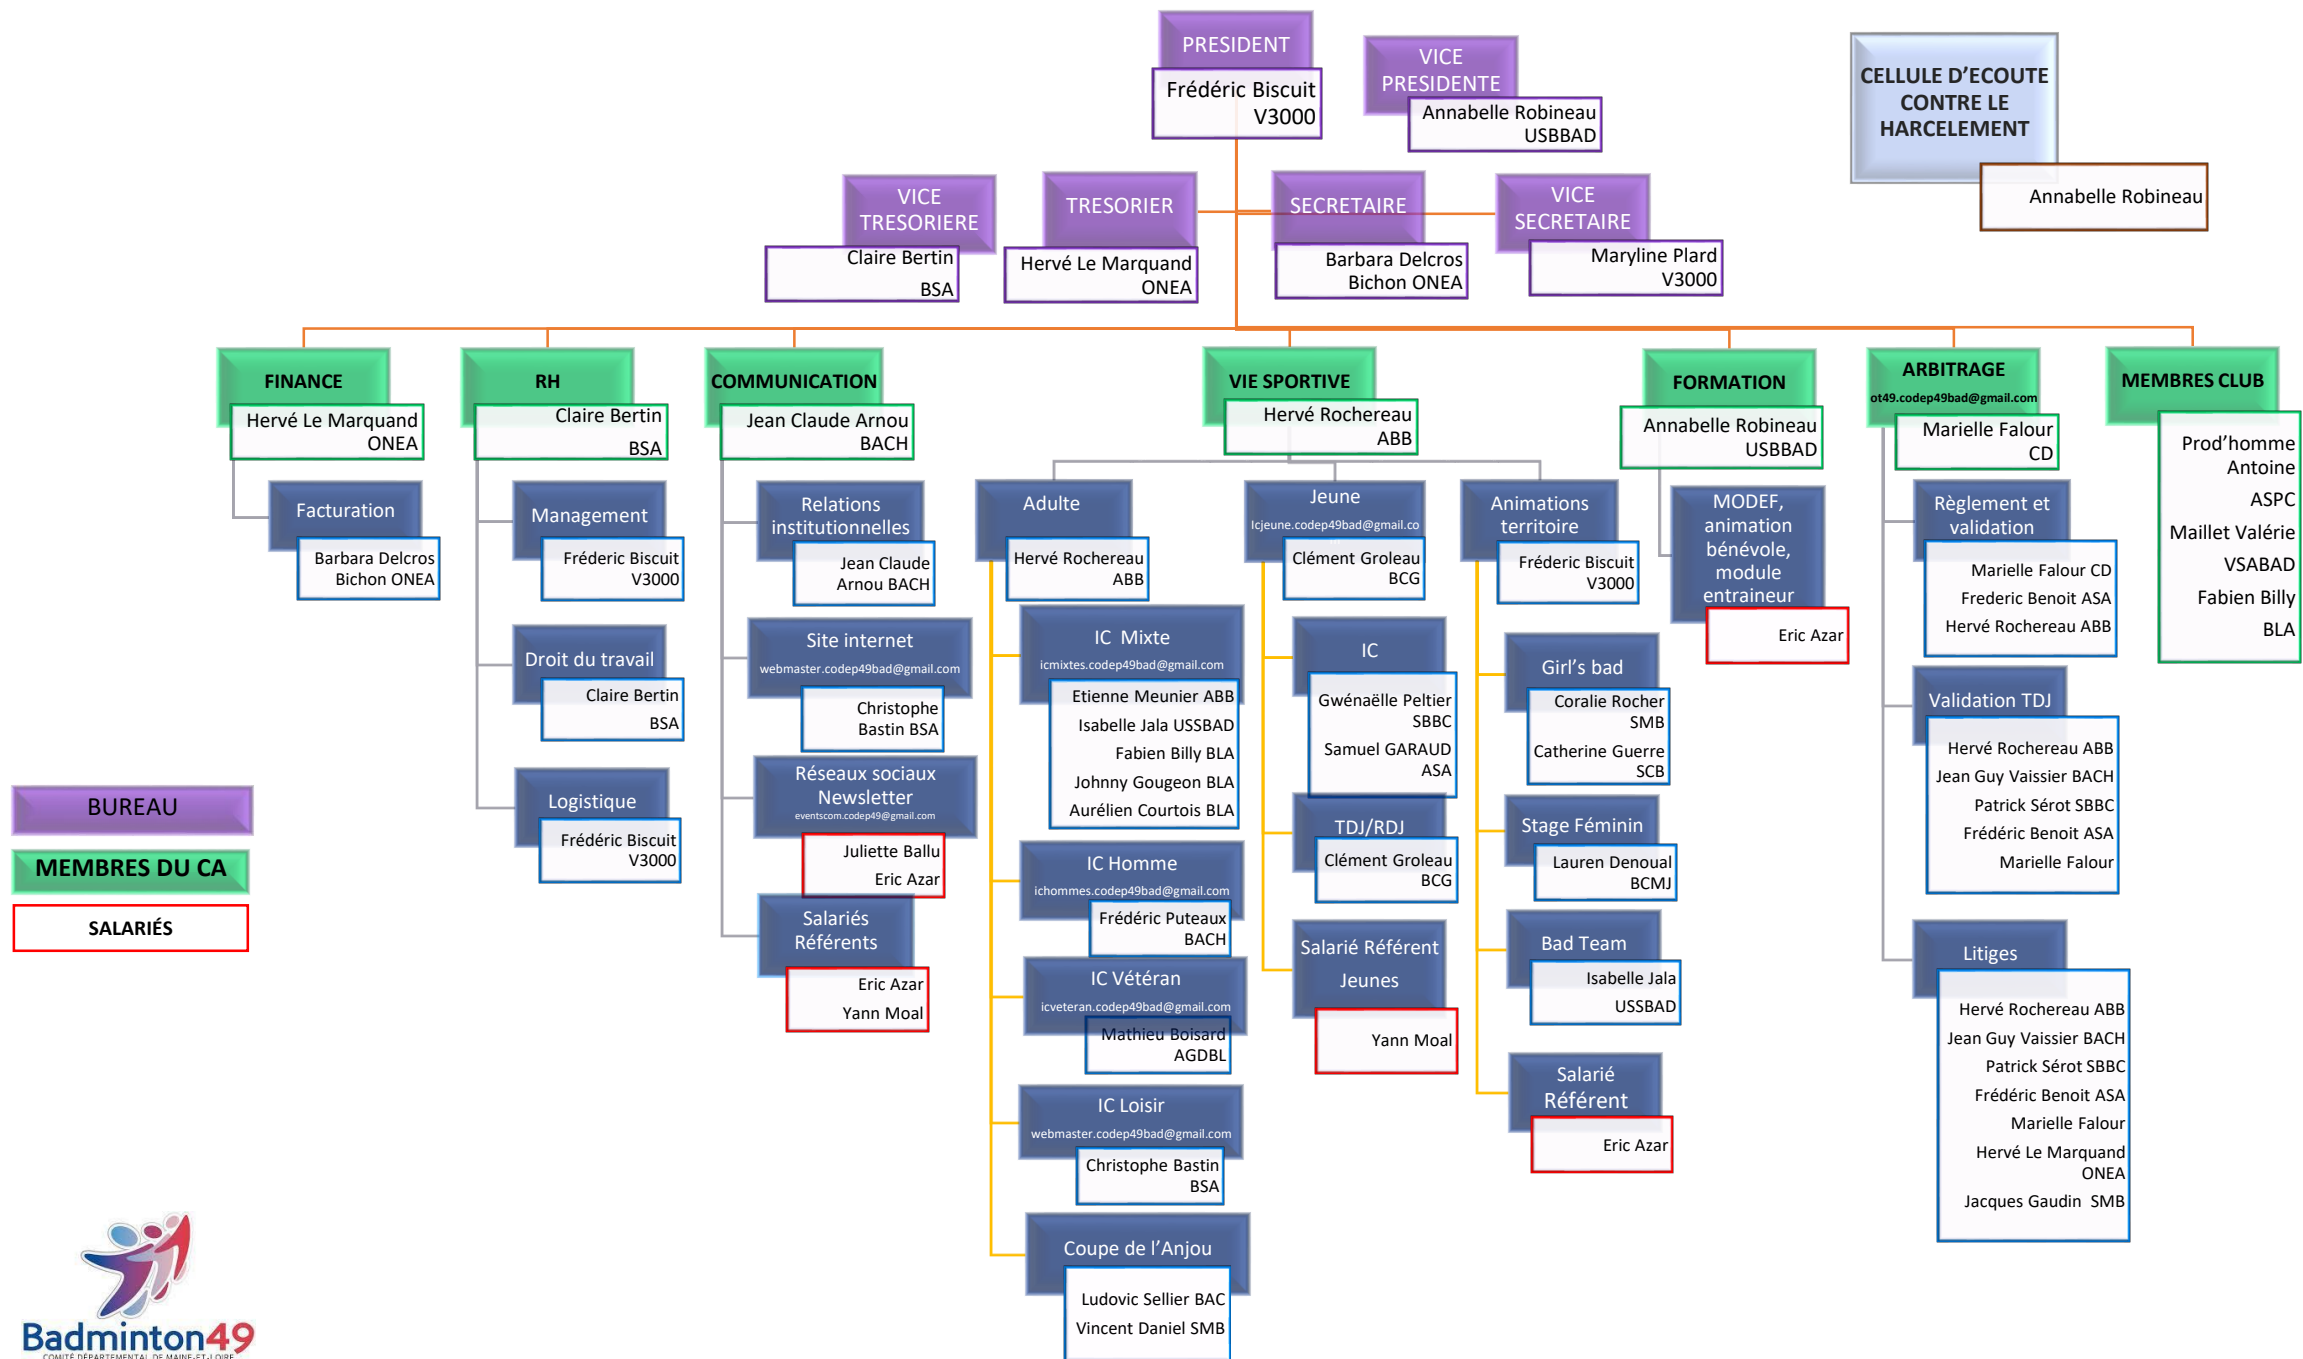 PRESIDENT
Frédéric Biscuit
V3000
VICE
PRESIDENTE
Annabelle Robineau
USBBAD
CELLULE D'ECOUTE
CONTRE LE
HARCELEMENT
Annabelle Robineau
VICE
TRESORIERE
Claire Bertin
BSA
TRESORIER
Hervé Le Marquand
ONEA
SECRETAIRE
Barbara Delcros
Bichon ONEA
VICE
SECRETAIRE
Maryline Plard
V3000
FINANCE
Hervé Le Marquand
ONEA
Facturation
Barbara Delcros
Bichon ONEA
RH
Claire Bertin
BSA
Management
Fréderic Biscuit
V3000
Droit du travail
Claire Bertin
BSA
Logistique
Frédéric Biscuit
V3000
COMMUNICATION
Jean Claude Arnou
BACH
Relations
institutionnelles
Jean Claude
Arnou BACH
Site internet
webmaster.codep49bad@gmail.com
Christophe
Bastin BSA
Réseaux sociaux
Newsletter
eventscom.codep49@gmail.com
Juliette Ballu
Eric Azar
Salariés
Référents
Eric Azar
Yann Moal
VIE SPORTIVE
Hervé Rochereau
ABB
Adulte
Hervé Rochereau
ABB
IC Mixte
icmixtes.codep49bad@gmail.com
Etienne Meunier ABB
Isabelle Jala USSBAD
Fabien Billy BLA
Johnny Gougeon BLA
Aurélien Courtois BLA
IC Homme
ichommes.codep49bad@gmail.com
Frédéric Puteaux
BACH
IC Vétéran
icveteran.codep49bad@gmail.com
Mathieu Boisard
AGDBL
IC Loisir
webmaster.codep49bad@gmail.com
Christophe Bastin
BSA
Coupe de l'Anjou
Ludovic Sellier BAC
Vincent Daniel SMB
Jeune
Icjeune.codep49bad@gmail.co
Clément Groleau
BCG
IC
Gwénaëlle Peltier
SBBC
Samuel GARAUD
ASA
TDJ/RDJ
Clément Groleau
BCG
Salarié Référent
Jeunes
Yann Moal
Animations
territoire
Fréderic Biscuit
V3000
Girl's bad
Coralie Rocher
SMB
Catherine Guerre
SCB
Stage Féminin
Lauren Denoual
BCMJ
Bad Team
Isabelle Jala
USSBAD
Salarié
Référent
Eric Azar
FORMATION
Annabelle Robineau
USBBAD
MODEF,
animation
bénévole,
module
entraineur
Eric Azar
ARBITRAGE
ot49.codep49bad@gmail.com
Marielle Falour
CD
Règlement et
validation
Marielle Falour CD
Frederic Benoit ASA
Hervé Rochereau ABB
Validation TDJ
Hervé Rochereau ABB
Jean Guy Vaissier BACH
Patrick Sérot SBBC
Frédéric Benoit ASA
Marielle Falour
Litiges
Hervé Rochereau ABB
Jean Guy Vaissier BACH
Patrick Sérot SBBC
Frédéric Benoit ASA
Marielle Falour
Hervé Le Marquand
ONEA
Jacques Gaudin SMB
MEMBRES CLUB
Prod'homme
Antoine
ASPC
Maillet Valérie
VSABAD
Fabien Billy
BLA
BUREAU
MEMBRES DU CA
SALARIÉS
Badminton49
COMITÉ DÉPARTEMENTAL DE MAINE-ET-LOIRE